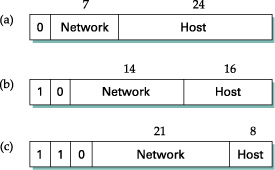 7 24
(a) 0 Network Host
14 16
(b) 1 0 Network Host
21 8
(c) 1 1 0 Network Host